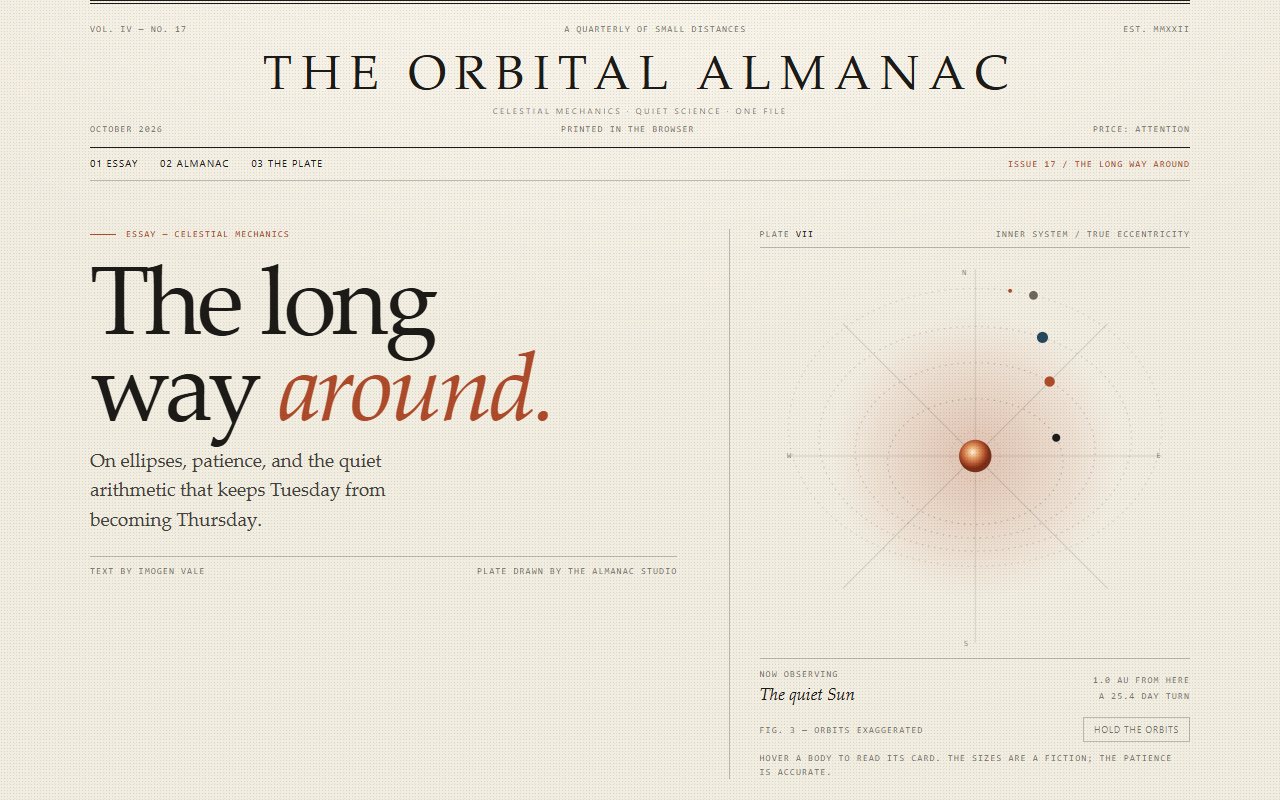 VOL. IV — NO. 17
A QUARTERLY OF SMALL DISTANCES
EST. MMXXII
THE ORBITAL ALMANAC
CELESTIAL MECHANICS · QUIET SCIENCE · ONE FILE
OCTOBER 2026
PRINTED IN THE BROWSER
PRICE: ATTENTION
01 ESSAY
02 ALMANAC
03 THE PLATE
ISSUE 17 / THE LONG WAY AROUND
ESSAY — CELESTIAL MECHANICS
The long
way around.
On ellipses, patience, and the quiet
arithmetic that keeps Tuesday from
becoming Thursday.
TEXT BY IMOGEN VALE
PLATE DRAWN BY THE ALMANAC STUDIO
PLATE VII
INNER SYSTEM / TRUE ECCENTRICITY
N
W
E
S
NOW OBSERVING
The quiet Sun
1.0 AU FROM HERE
A 25.4 DAY TURN
FIG. 3 — ORBITS EXAGGERATED
HOLD THE ORBITS
HOVER A BODY TO READ ITS CARD. THE SIZES ARE A FICTION; THE PATIENCE
IS ACCURATE.